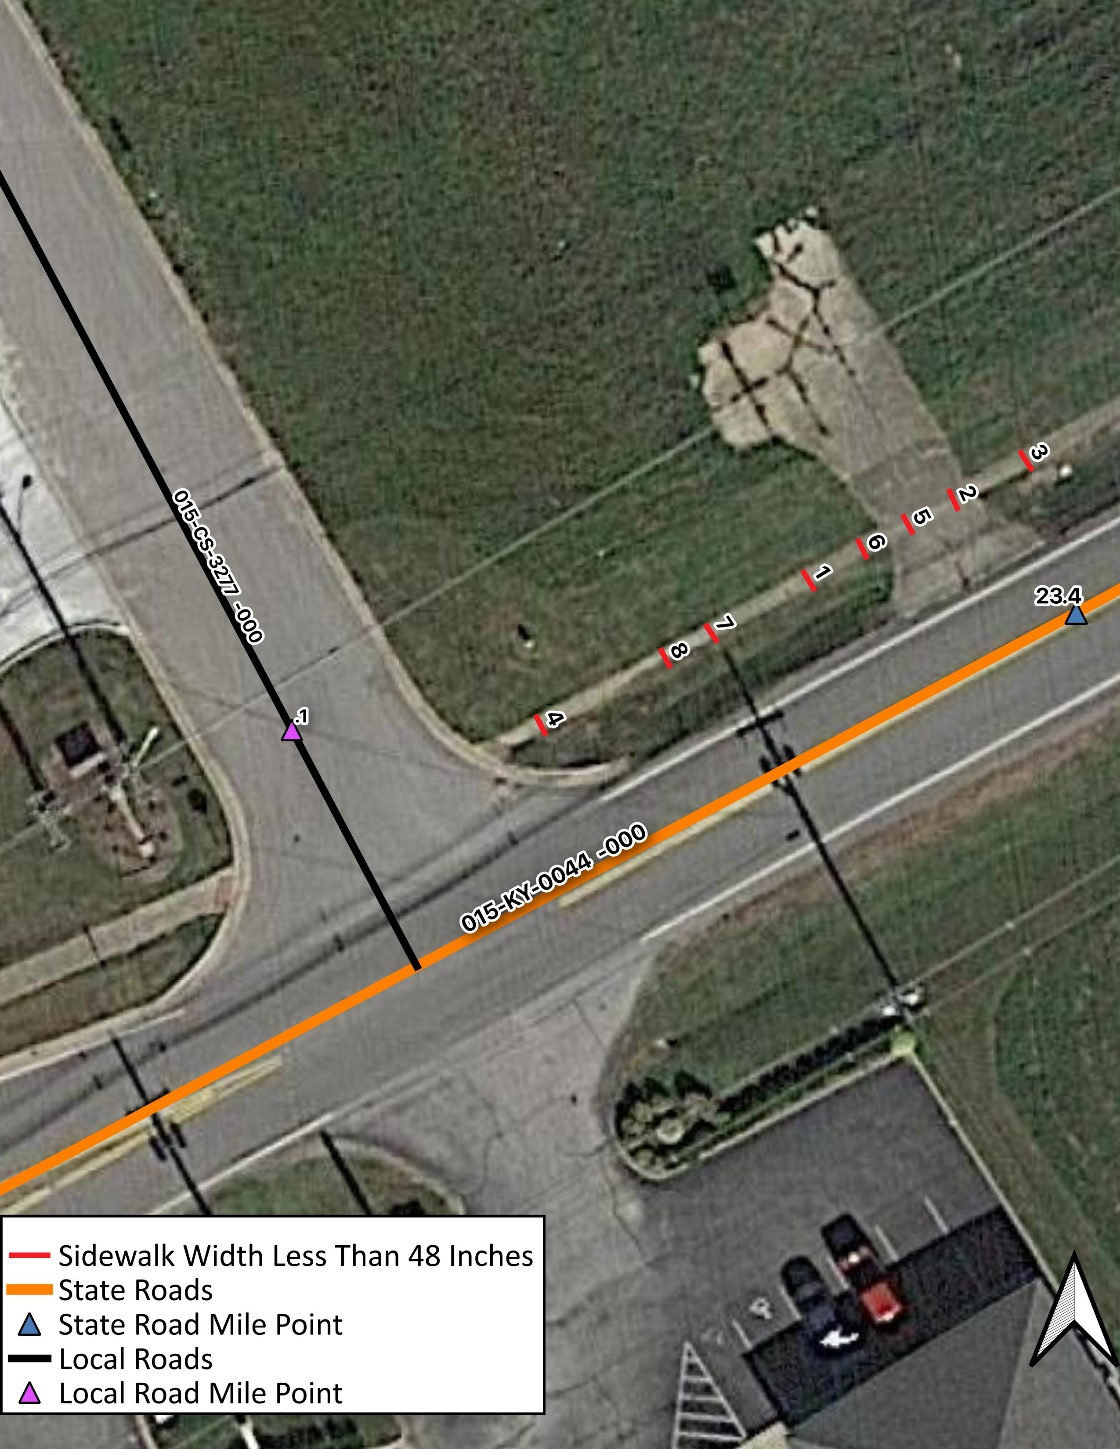 3
2
5
6
1
7
8
4
23.4
015-CS-3277 -000
.1
015-KY-0044 -000
Sidewalk Width Less Than 48 Inches
State Roads
State Road Mile Point
Local Roads
Local Road Mile Point